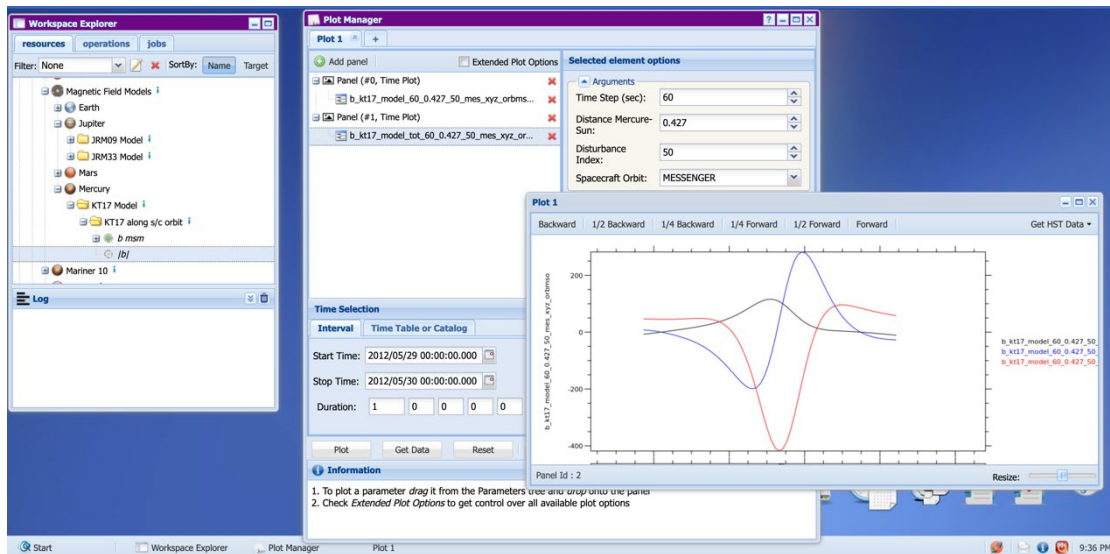 Workspace Explorer
resources operations jobs
Filter: None SortBy: Name Target
Magnetic Field Models
Earth
Jupiter
JRM09 Model
JRM33 Model
Mars
Mercury
KT17 Model
KT17 along s/c orbit
b msm
|b|
Mariner 10
Log
Plot Manager
Plot 1 +
Add panel Extended Plot Options
Panel (#0, Time Plot)
b_kt17_model_60_0.427_50_mes_xyz_orbms...
Panel (#1, Time Plot)
b_kt17_model_tot_60_0.427_50_mes_xyz_or...
Selected element options
Arguments
Time Step (sec): 60
Distance Mercure-Sun: 0.427
Disturbance Index: 50
Spacecraft Orbit: MESSENGER
Time Selection
Interval Time Table or Catalog
Start Time: 2012/05/29 00:00:00.000
Stop Time: 2012/05/30 00:00:00.000
Duration: 1 0 0 0 0
Plot Get Data Reset
Information
1. To plot a parameter drag it from the Parameters tree and drop onto the panel
2. Check Extended Plot Options to get control over all available plot options
Plot 1
Backward 1/2 Backward 1/4 Backward 1/4 Forward 1/2 Forward Forward Get HST Data
b_kt17_model_60_0.427_50_mes_xyz_orbmso
200
0
-200
-400
b_kt17_model_60_0.427_50_
b_kt17_model_60_0.427_50_
b_kt17_model_60_0.427_50_
Panel Id : 2 Resize:
Start Workspace Explorer Plot Manager Plot 1 9:36 PM